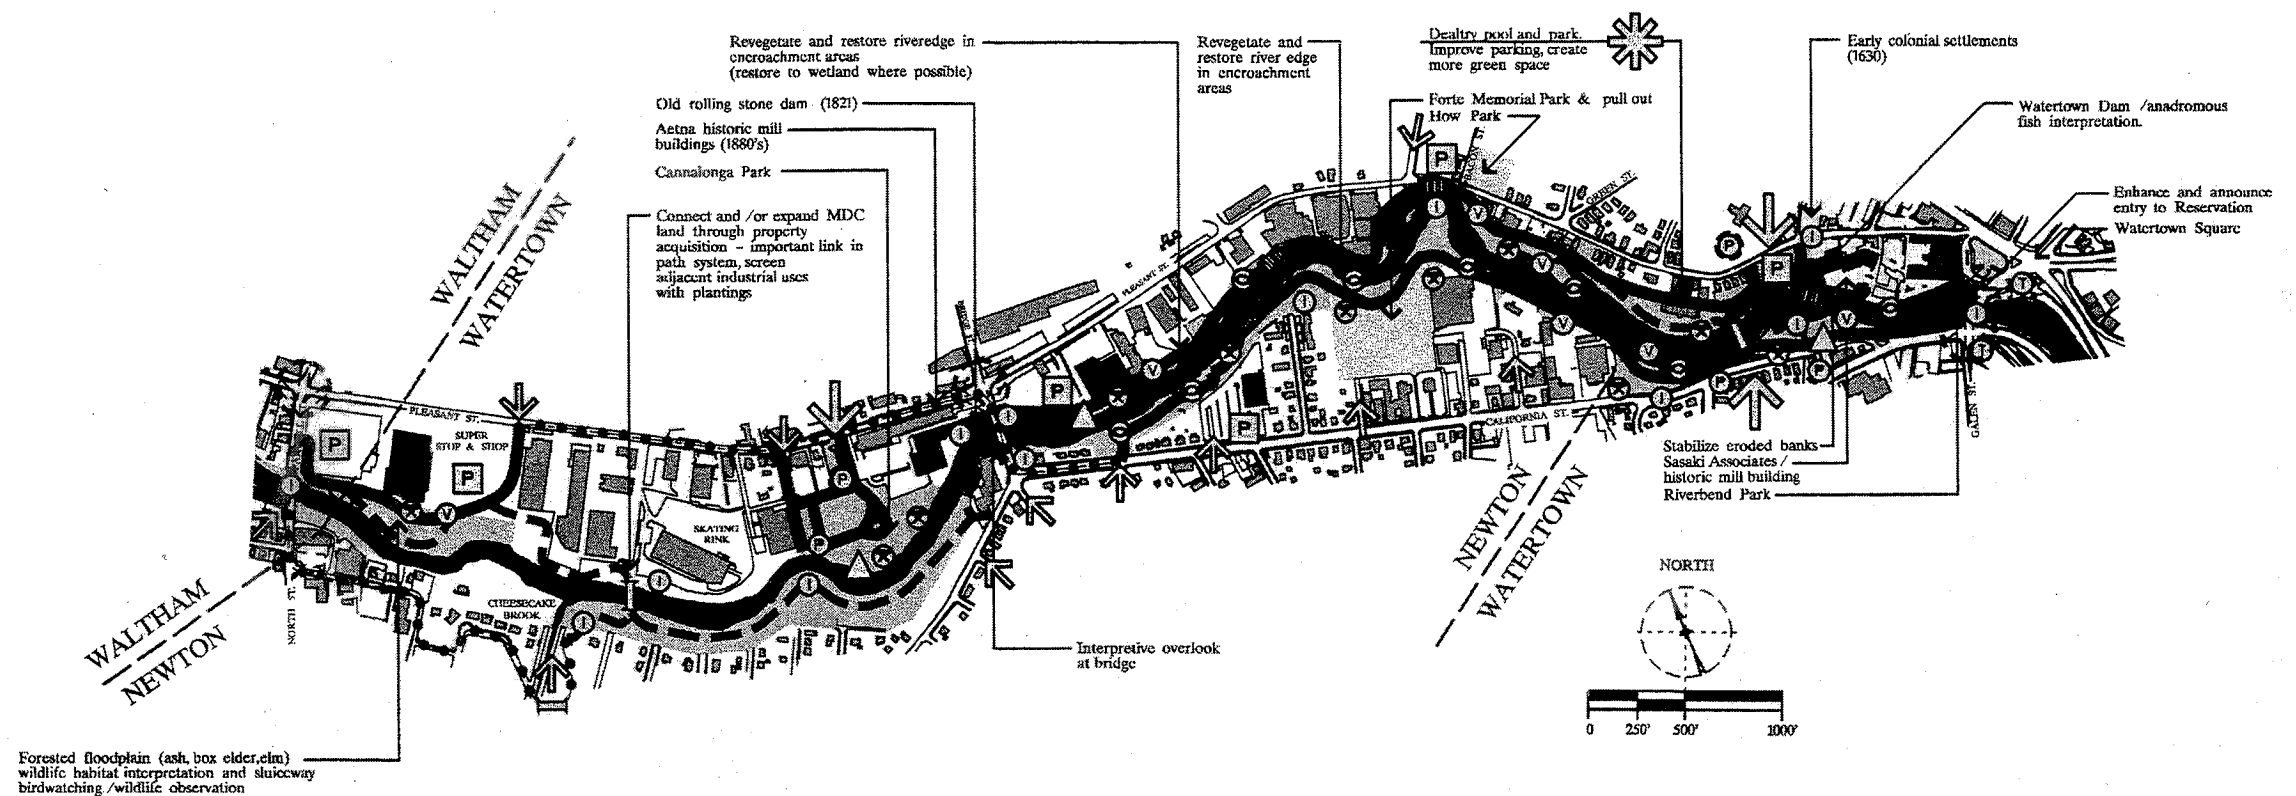 Revegetate and restore riveredge in
encroachment areas
(restore to wetland where possible)
Revegetate and
restore river edge
in encroachment
areas
Dealtry pool and park.
Improve parking, create
more green space
Early colonial settlements
(1630)
Old rolling stone dam (1821)
Aetna historic mill
buildings (1880's)
Cannalonga Park
Forte Memorial Park & pull out
How Park
Watertown Dam /anadromous
fish interpretation.
Enhance and announce
entry to Reservation
Watertown Square
Connect and /or expand MDC
land through property
acquisition - important link in
path system, screen
adjacent industrial uses
with plantings
WALTHAM
WATERTOWN
PLEASANT ST.
GREEN ST.
PLEASANT ST.
SUPER
STOP & SHOP
SKATING
RINK
CHEESECAKE
BROOK
NORTH ST.
CALIFORNIA ST.
GALEN ST.
WALTHAM
NEWTON
NEWTON
WATERTOWN
Stabilize eroded banks
Sasaki Associates /
historic mill building
Riverbend Park
Interpretive overlook
at bridge
NORTH
0 250' 500' 1000'
Forested floodplain (ash, box elder, elm)
wildlife habitat interpretation and sluiceway
birdwatching /wildlife observation